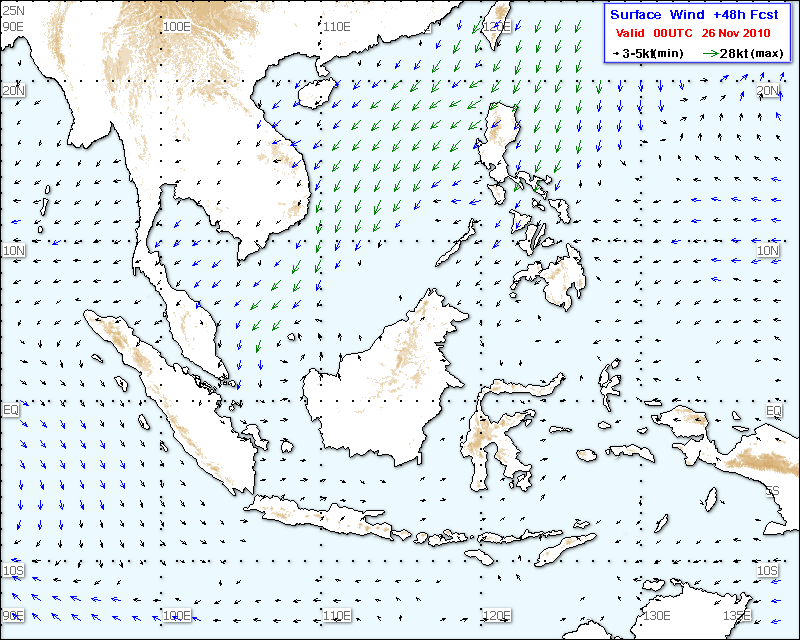 25N
90E 100E 110E 120E
Surface Wind +48h Fcst
Valid 00UTC 26 Nov 2010
3-5kt(min) 28kt(max)
20N 20N
10N 10N
EQ EQ
5S
10S 10S
90E 100E 110E 120E 130E 135E